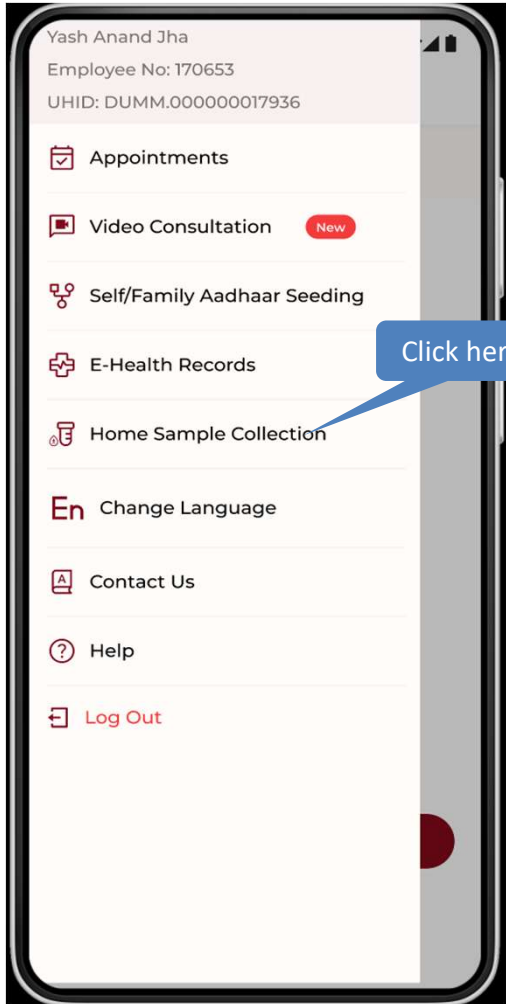 Yash Anand Jha
Employee No: 170653
UHID: DUMM.000000017936
Appointments
Video Consultation New
Self/Family Aadhaar Seeding
E-Health Records
Click her
Home Sample Collection
En Change Language
Contact Us
Help
Log Out